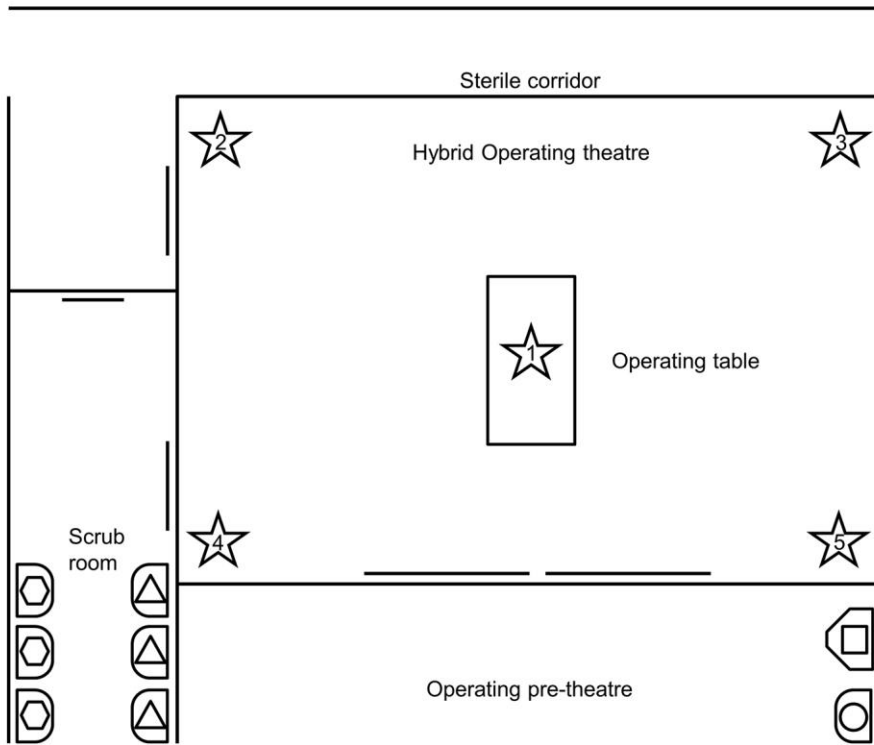 Sterile corridor
2
3
Hybrid Operating theatre
1
Operating table
4
5
Scrub
room
Operating pre-theatre